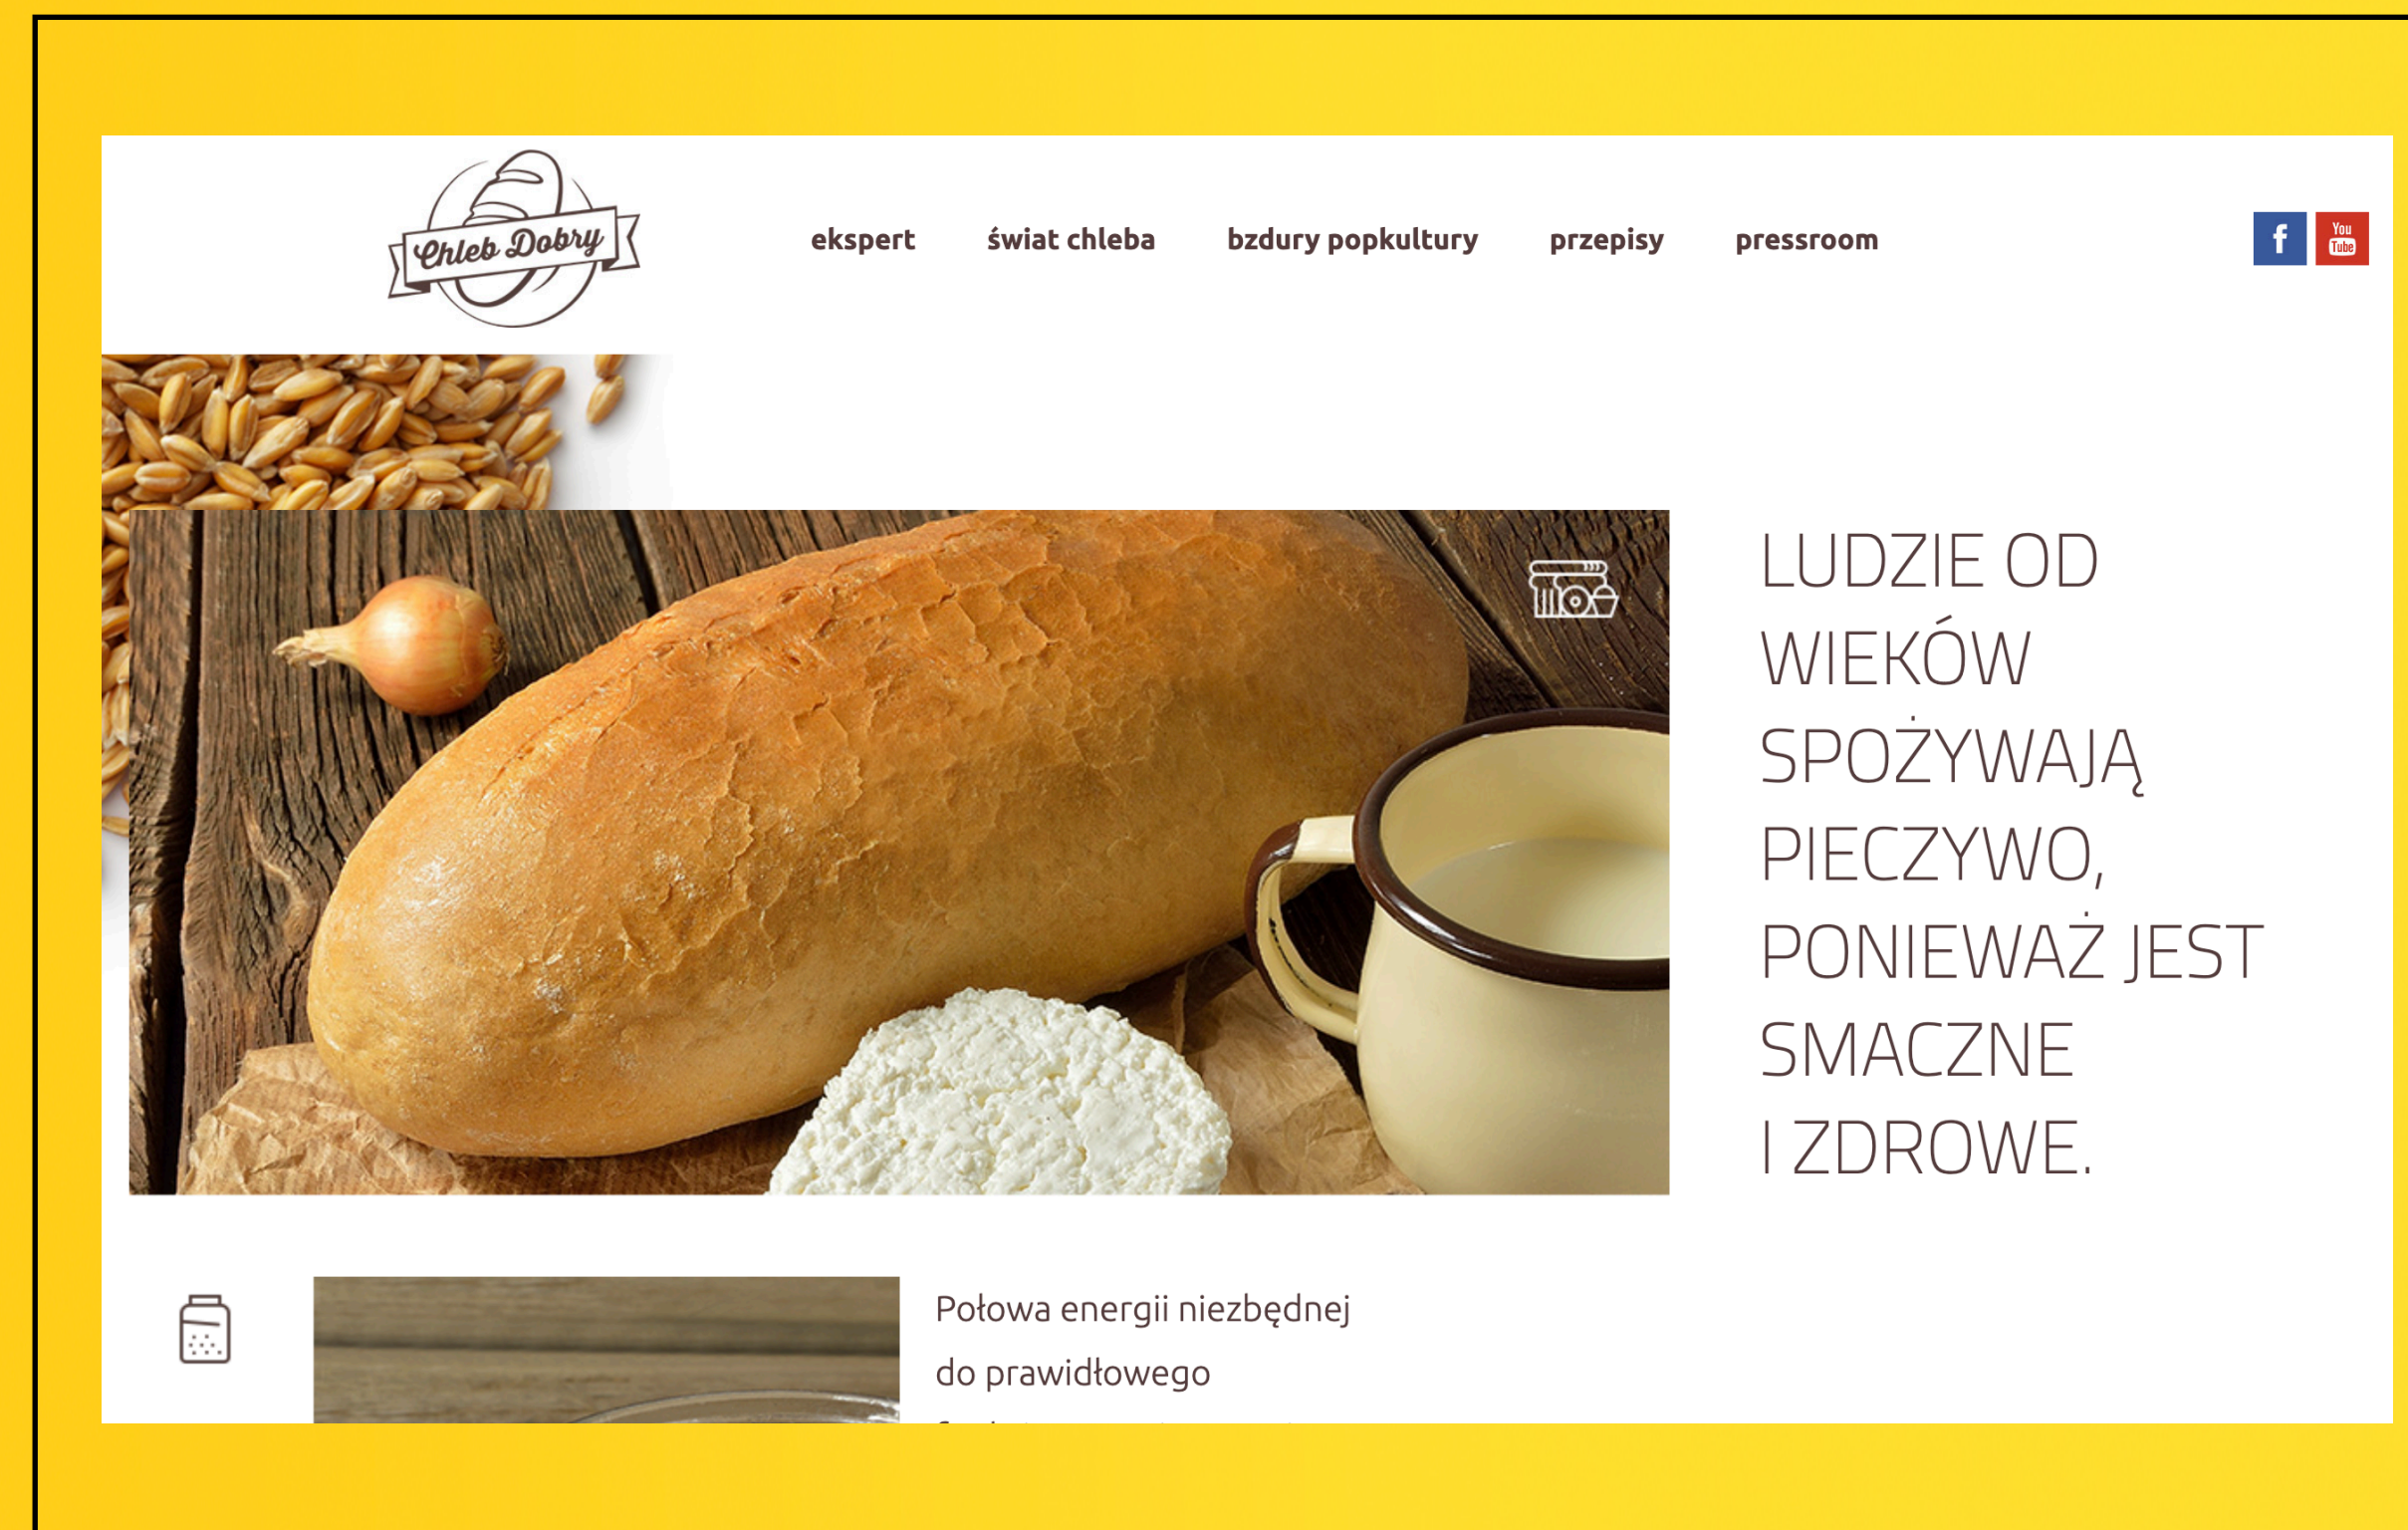 Chleb Dobry
ekspert świat chleba bzdury popkultury przepisy pressroom
f You Tube
LUDZIE OD
WIEKÓW
SPOŻYWAJĄ
PIECZYWO,
PONIEWAŻ JEST
SMACZNE
I ZDROWE.
Połowa energii niezbędnej
do prawidłowego